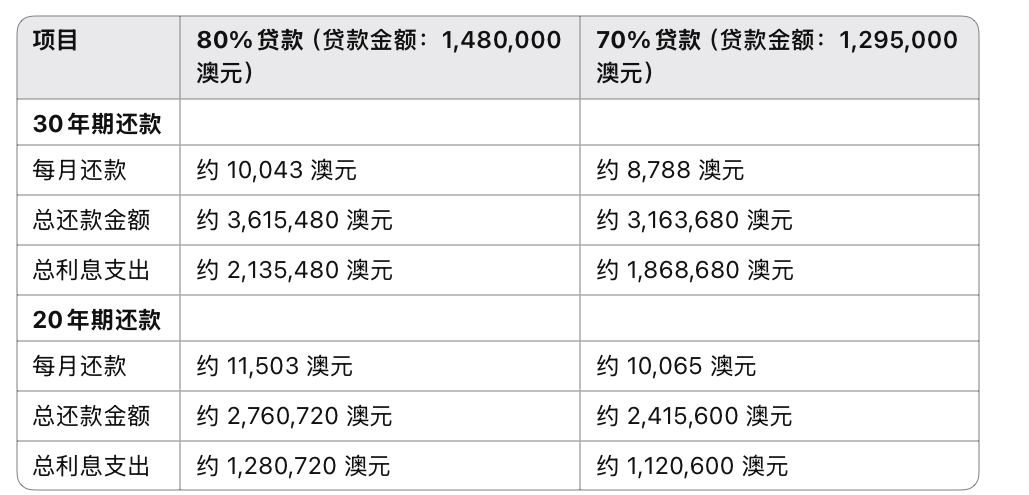 项目 80%贷款（贷款金额：1,480,000 澳元） 70%贷款（贷款金额：1,295,000 澳元）
30年期还款
每月还款 约 10,043 澳元 约 8,788 澳元
总还款金额 约 3,615,480 澳元 约 3,163,680 澳元
总利息支出 约 2,135,480 澳元 约 1,868,680 澳元
20年期还款
每月还款 约 11,503 澳元 约 10,065 澳元
总还款金额 约 2,760,720 澳元 约 2,415,600 澳元
总利息支出 约 1,280,720 澳元 约 1,120,600 澳元